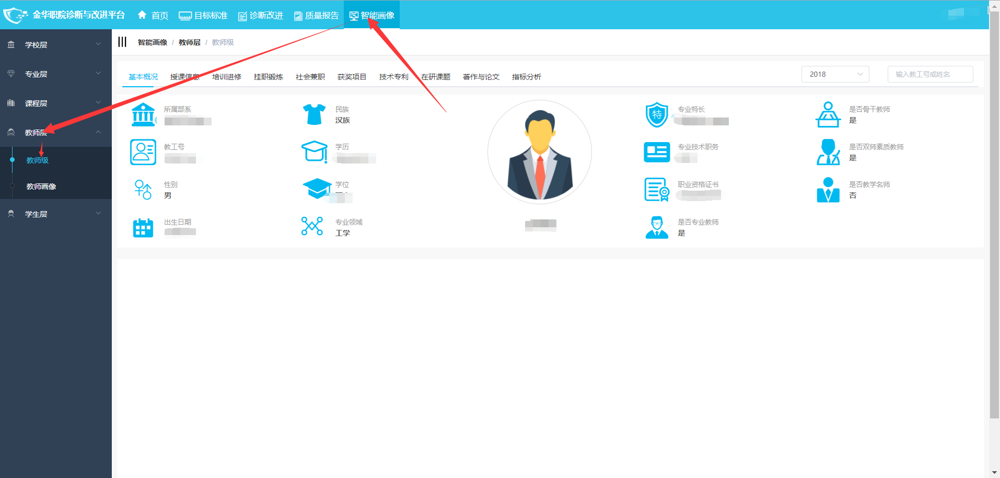 金华职院诊断与改进平台 首页 目标标准 诊断改进 质量报告 智能画像
学校层
专业层
课程层
教师层
教师级
教师画像
学生层
智能画像 / 教师层 / 教师级
基本概况 授课信息 培训进修 挂职锻炼 社会兼职 获奖项目 技术专利 在研课题 著作与论文 指标分析 2018 输入教工号或姓名
所属部系
教工号
性别
男
出生日期
民族
汉族
学历
学位
专业领域
工学
特
专业特长
专业技术职务
职业资格证书
是否专业教师
是
是否骨干教师
是
是否双师素质教师
是
是否教学名师
否